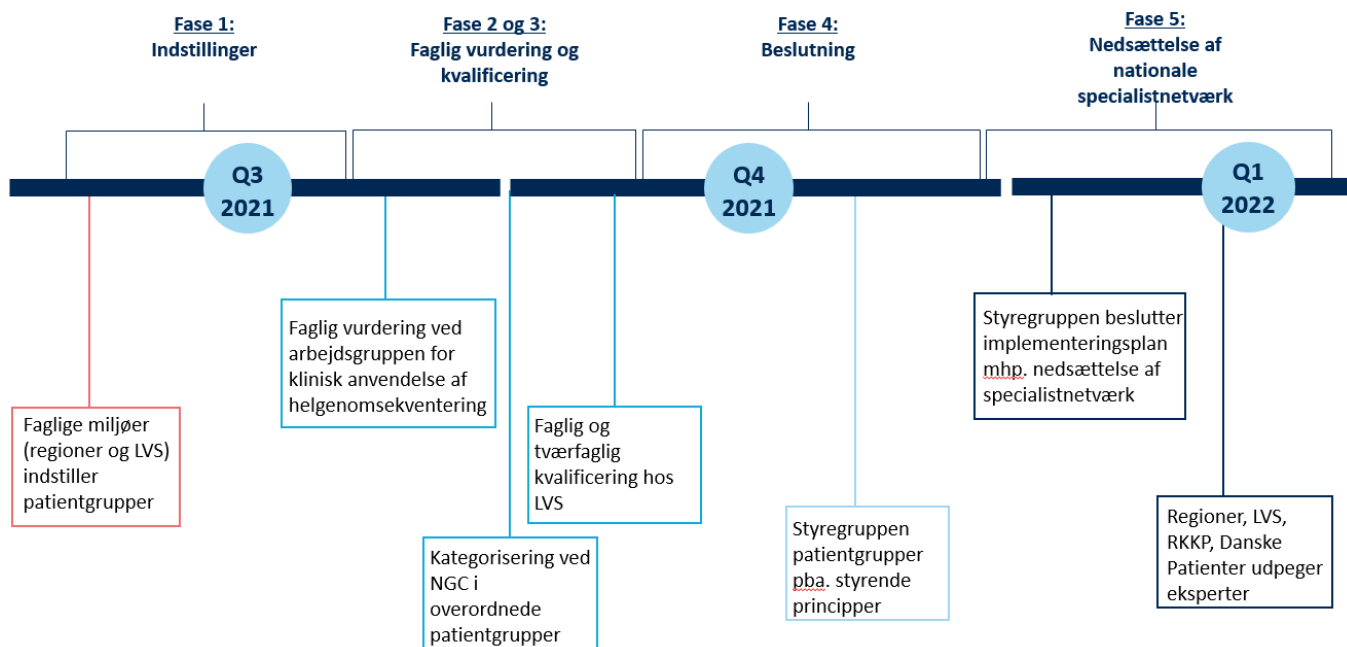 Fase 1:
Indstillinger
Fase 2 og 3:
Faglig vurdering og
kvalificering
Fase 4:
Beslutning
Fase 5:
Nedsættelse af
nationale
specialistnetværk
Q3
2021
Q4
2021
Q1
2022
Faglige miljøer
(regioner og LVS)
indstiller
patientgrupper
Faglig vurdering ved
arbejdsgruppen for
klinisk anvendelse af
helgenomsekventering
Kategorisering ved
NGC i
overordnede
patientgrupper
Faglig og
tværfaglig
kvalificering hos
LVS
Styregruppen
patientgrupper
pba. styrende
principper
Styregruppen beslutter
implementeringsplan
mhp. nedsættelse af
specialistnetværk
Regioner, LVS,
RKKP, Danske
Patienter udpeger
eksperter